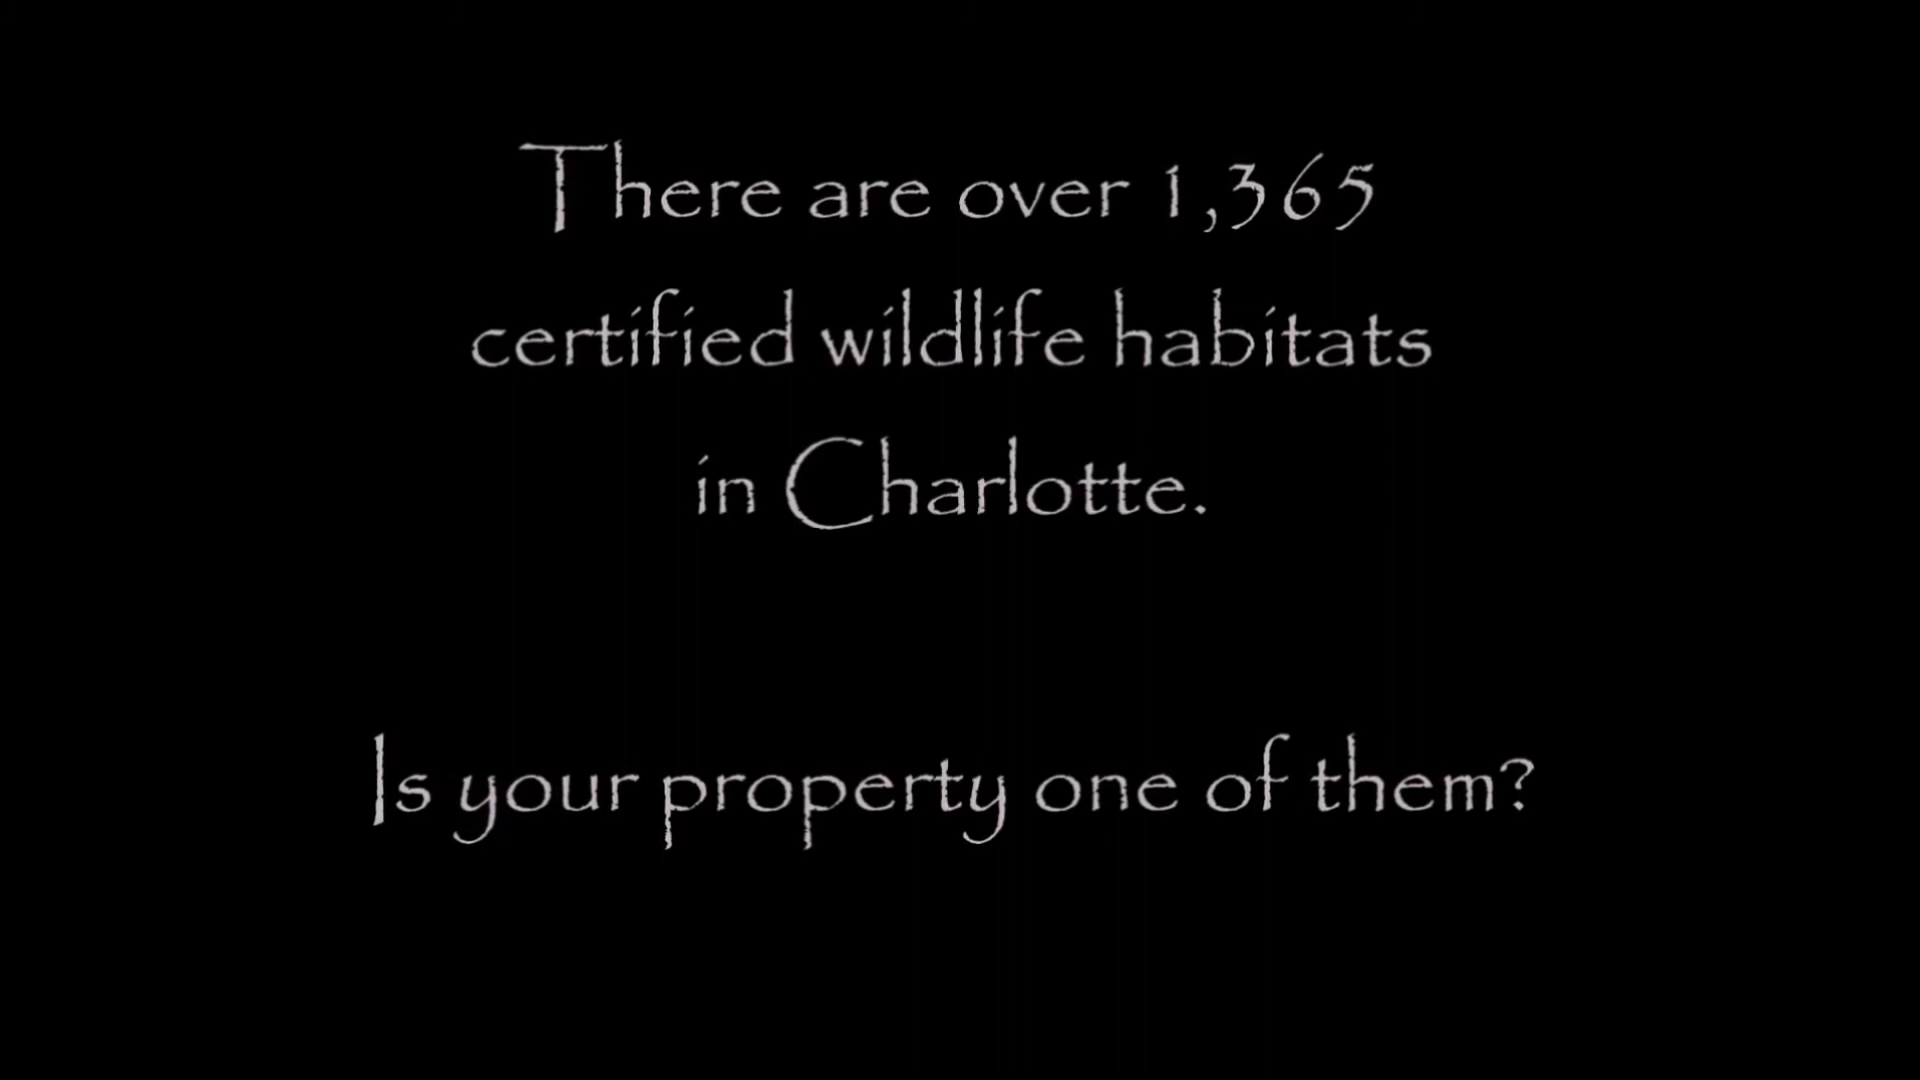 There are over 1,365
certified wildlife habitats
in Charlotte.
Is your property one of them?